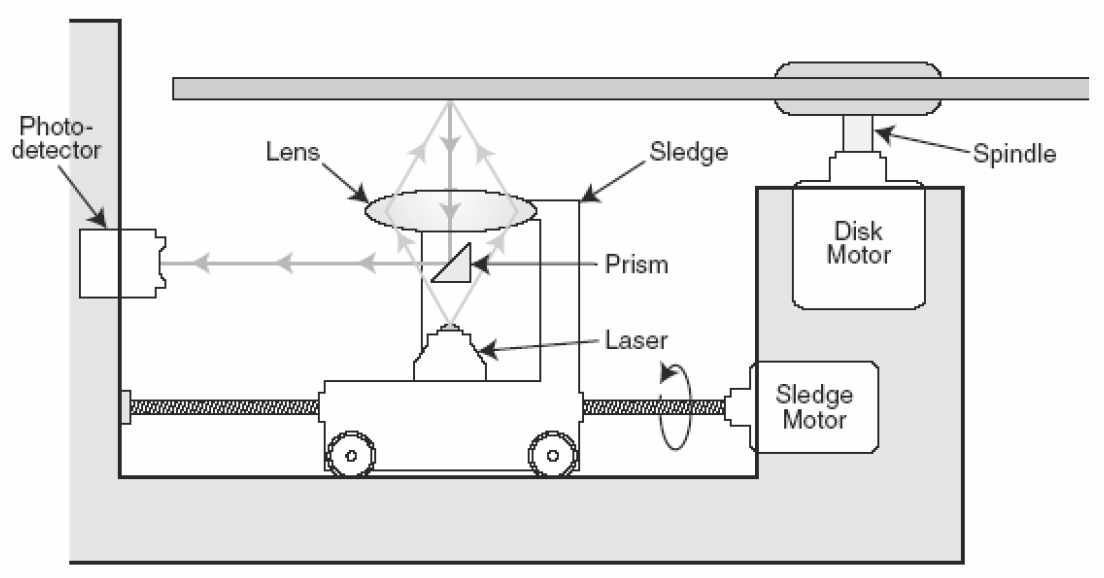 Photo-
detector
Lens
Sledge
Spindle
Disk
Motor
Prism
Laser
Sledge
Motor